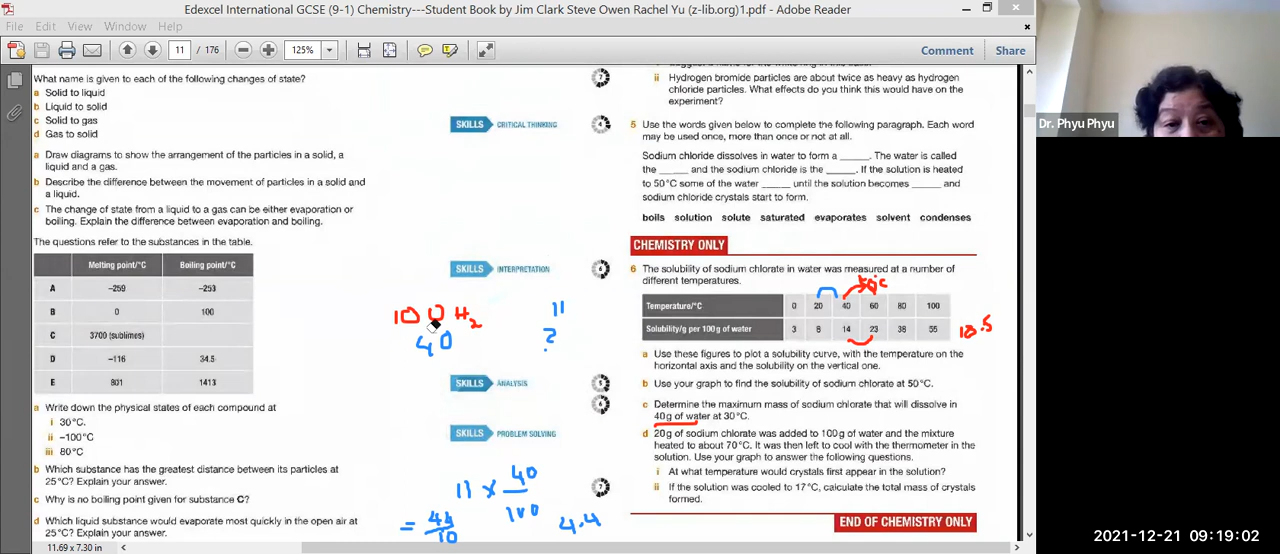 Edexcel International GCSE (9-1) Chemistry---Student Book by Jim Clark Steve Owen Rachel Yu (z-lib.org)1.pdf - Adobe Reader
File Edit View Window Help
11 / 176
125%
Comment
Share
What name is given to each of the following changes of state?
a Solid to liquid
b Liquid to solid
c Solid to gas
d Gas to solid
SKILLS CRITICAL THINKING
a Draw diagrams to show the arrangement of the particles in a solid, a
liquid and a gas.
b Describe the difference between the movement of particles in a solid and
a liquid.
c The change of state from a liquid to a gas can be either evaporation or
boiling. Explain the difference between evaporation and boiling.
The questions refer to the substances in the table.
Melting point/°C Boiling point/°C
A −259 −253
B 0 100
C 3700 (sublimes)
D −116 34.5
E 801 1413
a Write down the physical states of each compound at
i 30°C.
ii −100°C
iii 80°C
b Which substance has the greatest distance between its particles at
25°C? Explain your answer.
c Why is no boiling point given for substance C?
d Which liquid substance would evaporate most quickly in the open air at
25°C? Explain your answer.
SKILLS INTERPRETATION
100 H2
40
11
?
SKILLS ANALYSIS
SKILLS PROBLEM SOLVING
11 × 40
100
= 44
10
4.4
ii Hydrogen bromide particles are about twice as heavy as hydrogen
chloride particles. What effects do you think this would have on the
experiment?
5 Use the words given below to complete the following paragraph. Each word
may be used once, more than once or not at all.
Sodium chloride dissolves in water to form a ______. The water is called
the ______ and the sodium chloride is the ______. If the solution is heated
to 50°C some of the water ______ until the solution becomes ______ and
sodium chloride crystals start to form.
boils solution solute saturated evaporates solvent condenses
CHEMISTRY ONLY
6 The solubility of sodium chlorate in water was measured at a number of
different temperatures.
Temperature/°C 0 20 40 60 80 100
Solubility/g per 100g of water 3 8 14 23 38 55
18.5
a Use these figures to plot a solubility curve, with the temperature on the
horizontal axis and the solubility on the vertical one.
b Use your graph to find the solubility of sodium chlorate at 50°C.
c Determine the maximum mass of sodium chlorate that will dissolve in
40g of water at 30°C.
d 20g of sodium chlorate was added to 100g of water and the mixture
heated to about 70°C. It was then left to cool with the thermometer in the
solution. Use your graph to answer the following questions.
i At what temperature would crystals first appear in the solution?
ii If the solution was cooled to 17°C, calculate the total mass of crystals
formed.
END OF CHEMISTRY ONLY
11.69 x 7.30 in
Dr. Phyu Phyu
2021-12-21 09:19:02